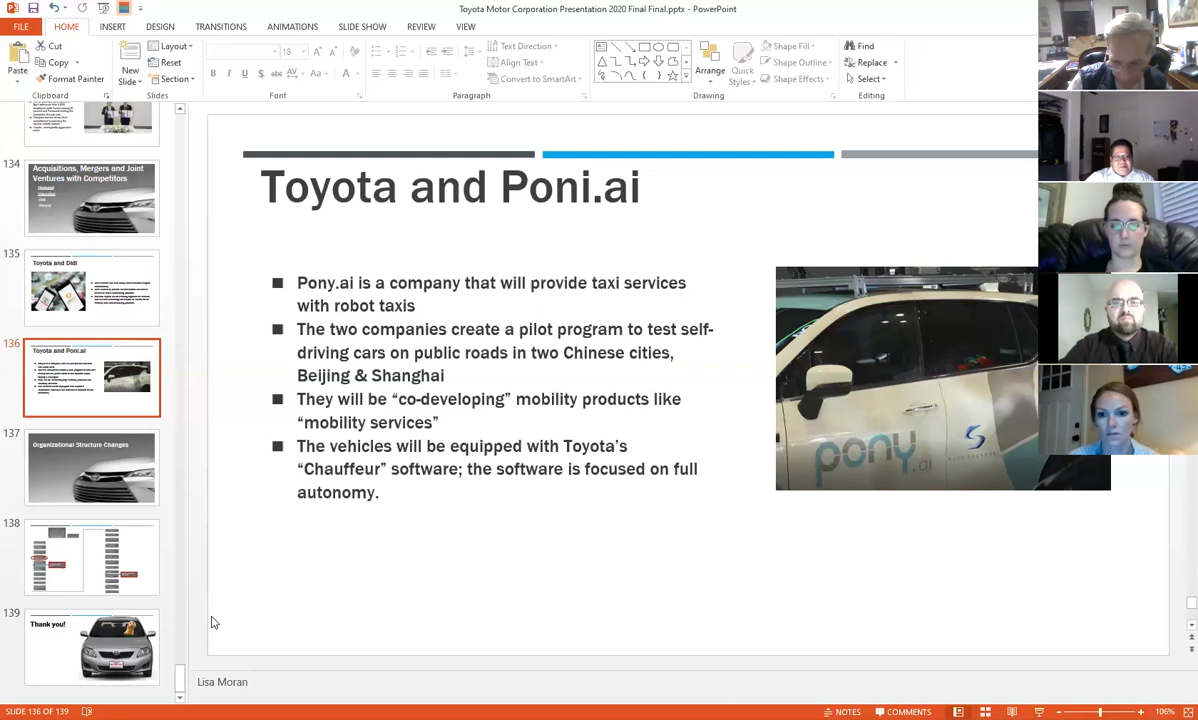 Toyota Motor Corporation Presentation 2020 Final Final.pptx - PowerPoint
FILE HOME INSERT DESIGN TRANSITIONS ANIMATIONS SLIDE SHOW REVIEW VIEW
Paste
Cut
Copy
Format Painter
Clipboard
New
Slide
Layout
Reset
Section
Slides
18
B I U S abc AV Aa A
Font
Text Direction
Align Text
Convert to SmartArt
Paragraph
Arrange
Quick
Styles
Shape Fill
Shape Outline
Shape Effects
Drawing
Find
Replace
Select
Editing
134
Acquisitions, Mergers and Joint
Ventures with Competitors
135
Toyota and Didi
136
Toyota and Poni.ai
137
Organizational Structure Changes
138
139
Thank you!
Toyota and Poni.ai
■ Pony.ai is a company that will provide taxi services
with robot taxis
■ The two companies create a pilot program to test self-
driving cars on public roads in two Chinese cities,
Beijing & Shanghai
■ They will be “co-developing” mobility products like
“mobility services”
■ The vehicles will be equipped with Toyota’s
“Chauffeur” software; the software is focused on full
autonomy.
pony.ai
Lisa Moran
SLIDE 136 OF 139
NOTES
COMMENTS
106%